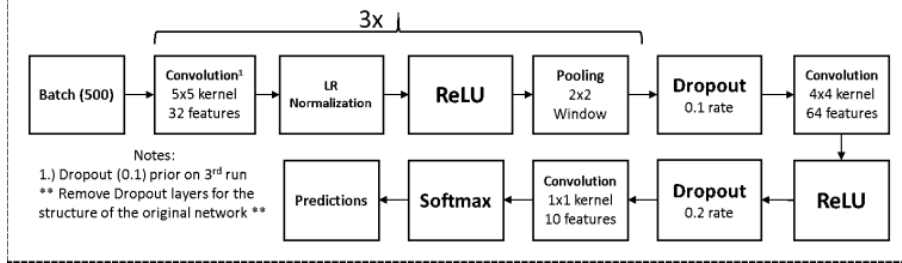 3x
Batch (500)
Convolution¹
5x5 kernel
32 features
LR
Normalization
ReLU
Pooling
2x2
Window
Dropout
0.1 rate
Convolution
4x4 kernel
64 features
Notes:
1.) Dropout (0.1) prior on 3rd run
** Remove Dropout layers for the
structure of the original network **
Predictions
Softmax
Convolution
1x1 kernel
10 features
Dropout
0.2 rate
ReLU